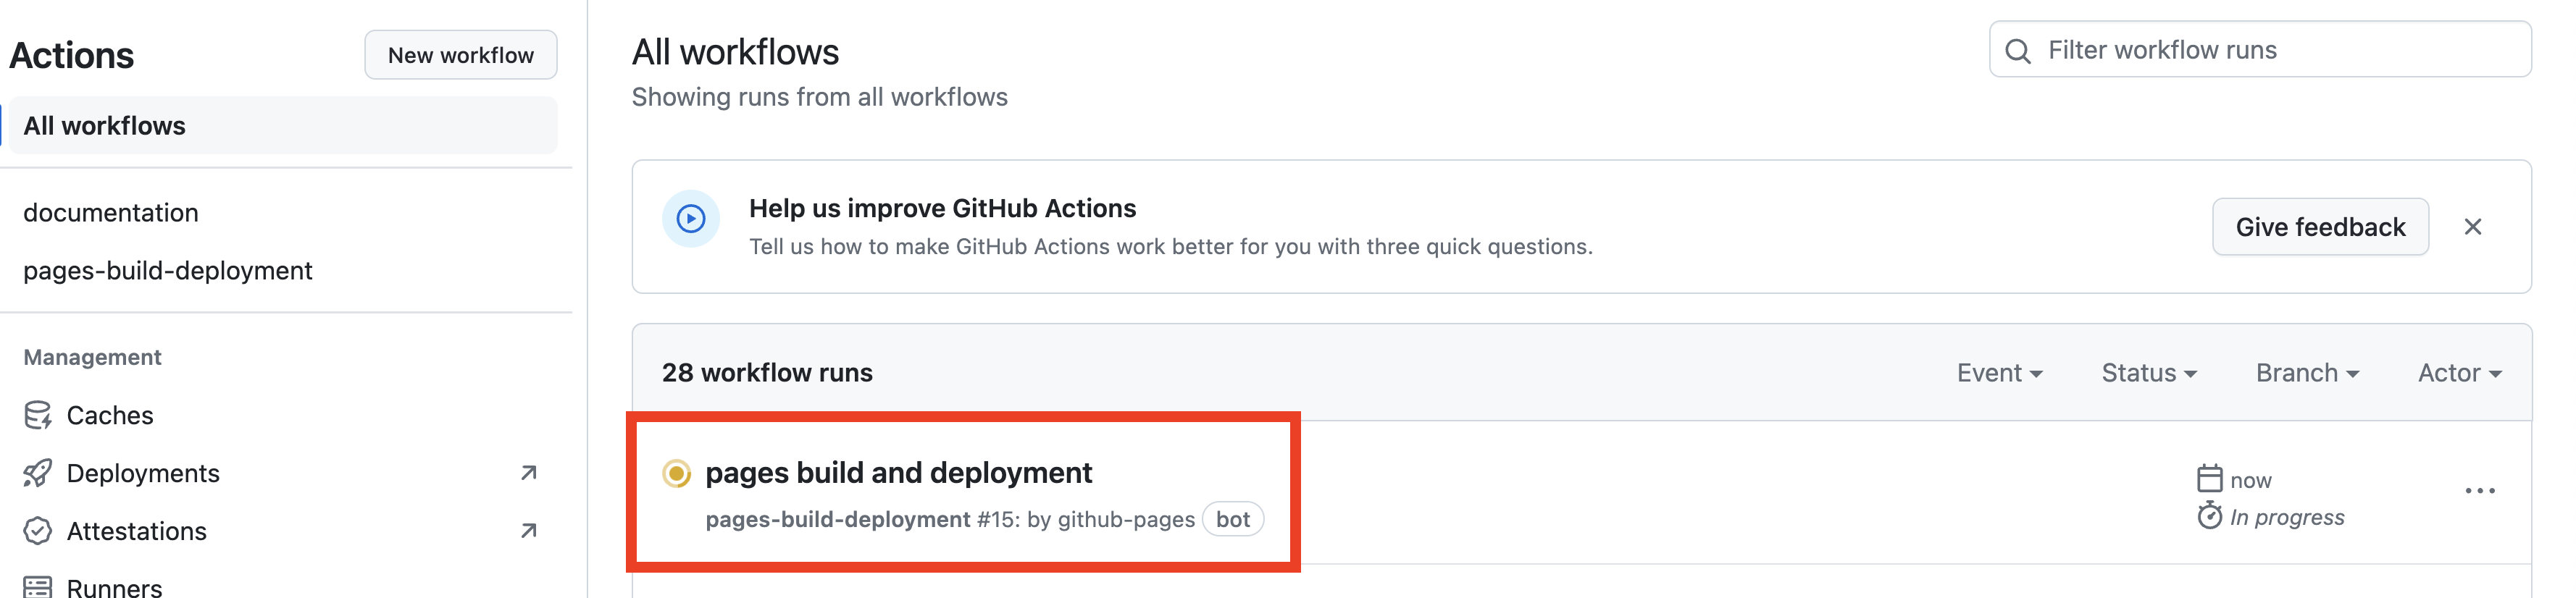 Actions
New workflow
All workflows
documentation
pages-build-deployment
Management
Caches
Deployments
Attestations
Runners
All workflows
Showing runs from all workflows
Filter workflow runs
Help us improve GitHub Actions
Tell us how to make GitHub Actions work better for you with three quick questions.
Give feedback
28 workflow runs
Event
Status
Branch
Actor
pages build and deployment
pages-build-deployment #15: by github-pages bot
now
In progress